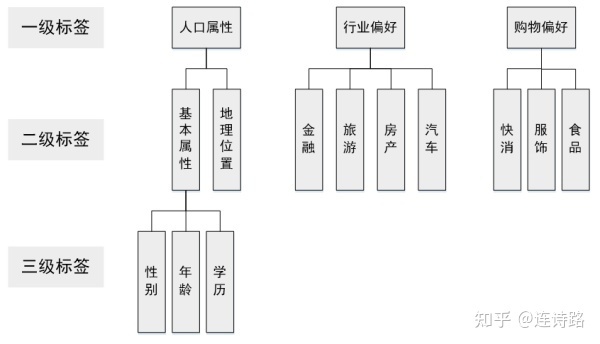 一级标签
人口属性
行业偏好
购物偏好
二级标签
基本属性
地理位置
金融
旅游
房产
汽车
快消
服饰
食品
三级标签
性别
年龄
学历
知乎 @连诗路